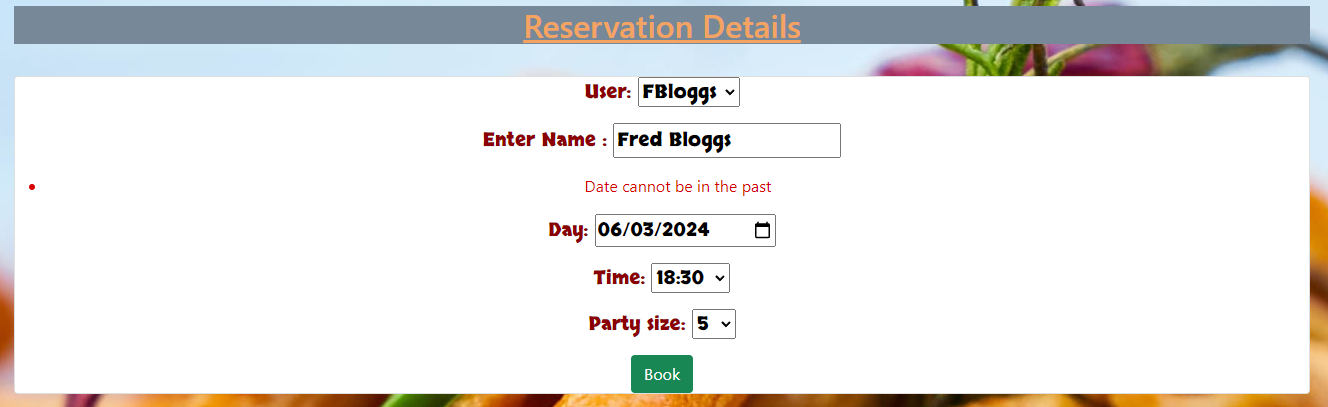 Reservation Details
User: FBloggs
Enter Name : Fred Bloggs
Date cannot be in the past
Day: 06/03/2024
Time: 18:30
Party size: 5
Book